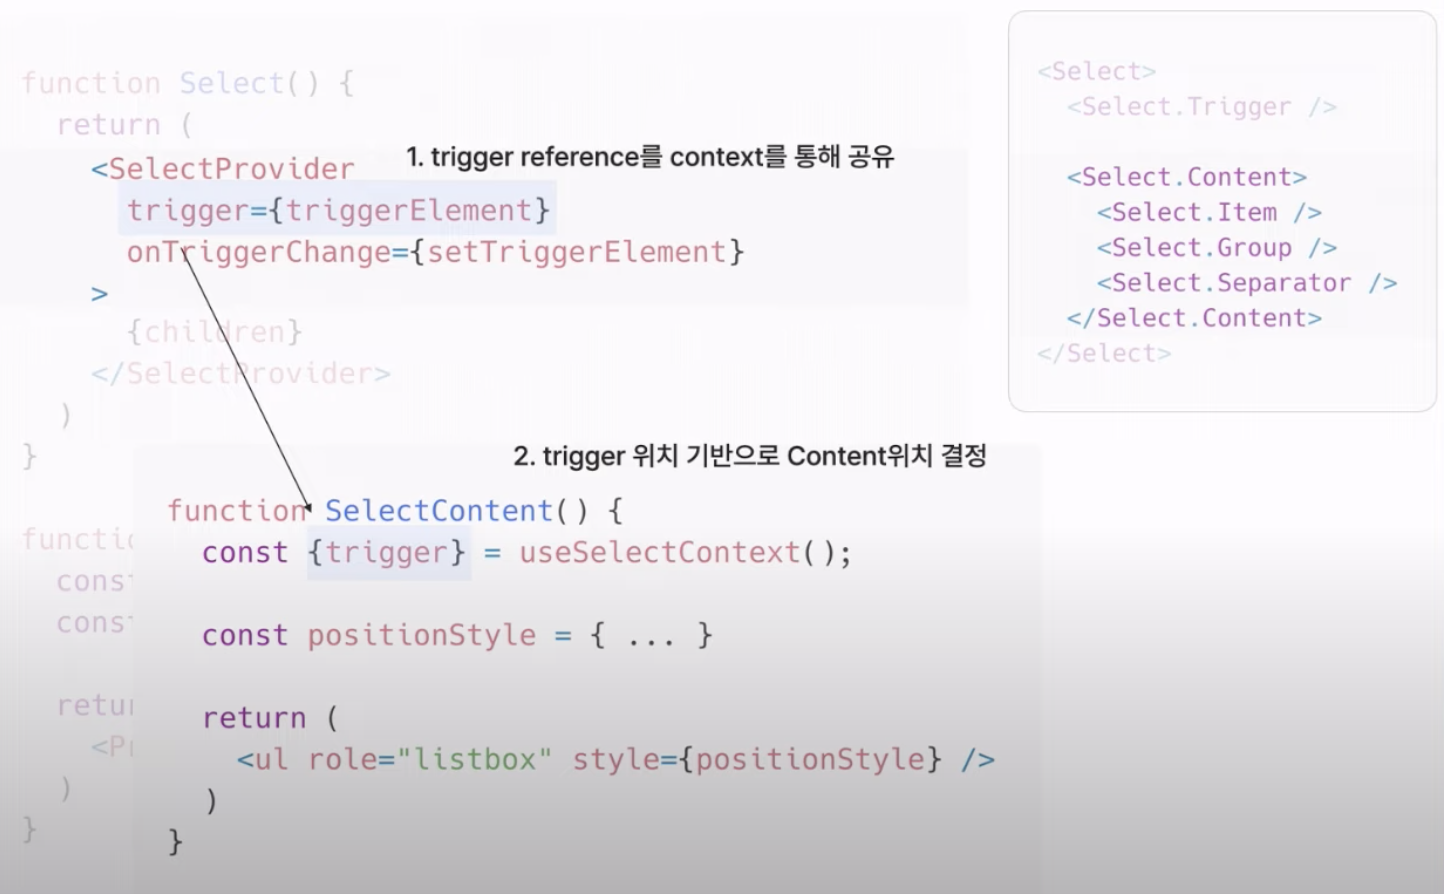 function Select() {
return (
<SelectProvider
1. trigger reference를 context를 통해 공유
trigger={triggerElement}
onTriggerChange={setTriggerElement}
>
{children}
</SelectProvider>
)
}
<Select>
<Select.Trigger />
<Select.Content>
<Select.Item />
<Select.Group />
<Select.Separator />
</Select.Content>
</Select>
2. trigger 위치 기반으로 Content위치 결정
function SelectContent() {
const {trigger} = useSelectContext();
const positionStyle = { ... }
return (
<ul role="listbox" style={positionStyle} />
)
}
const
const
)
}